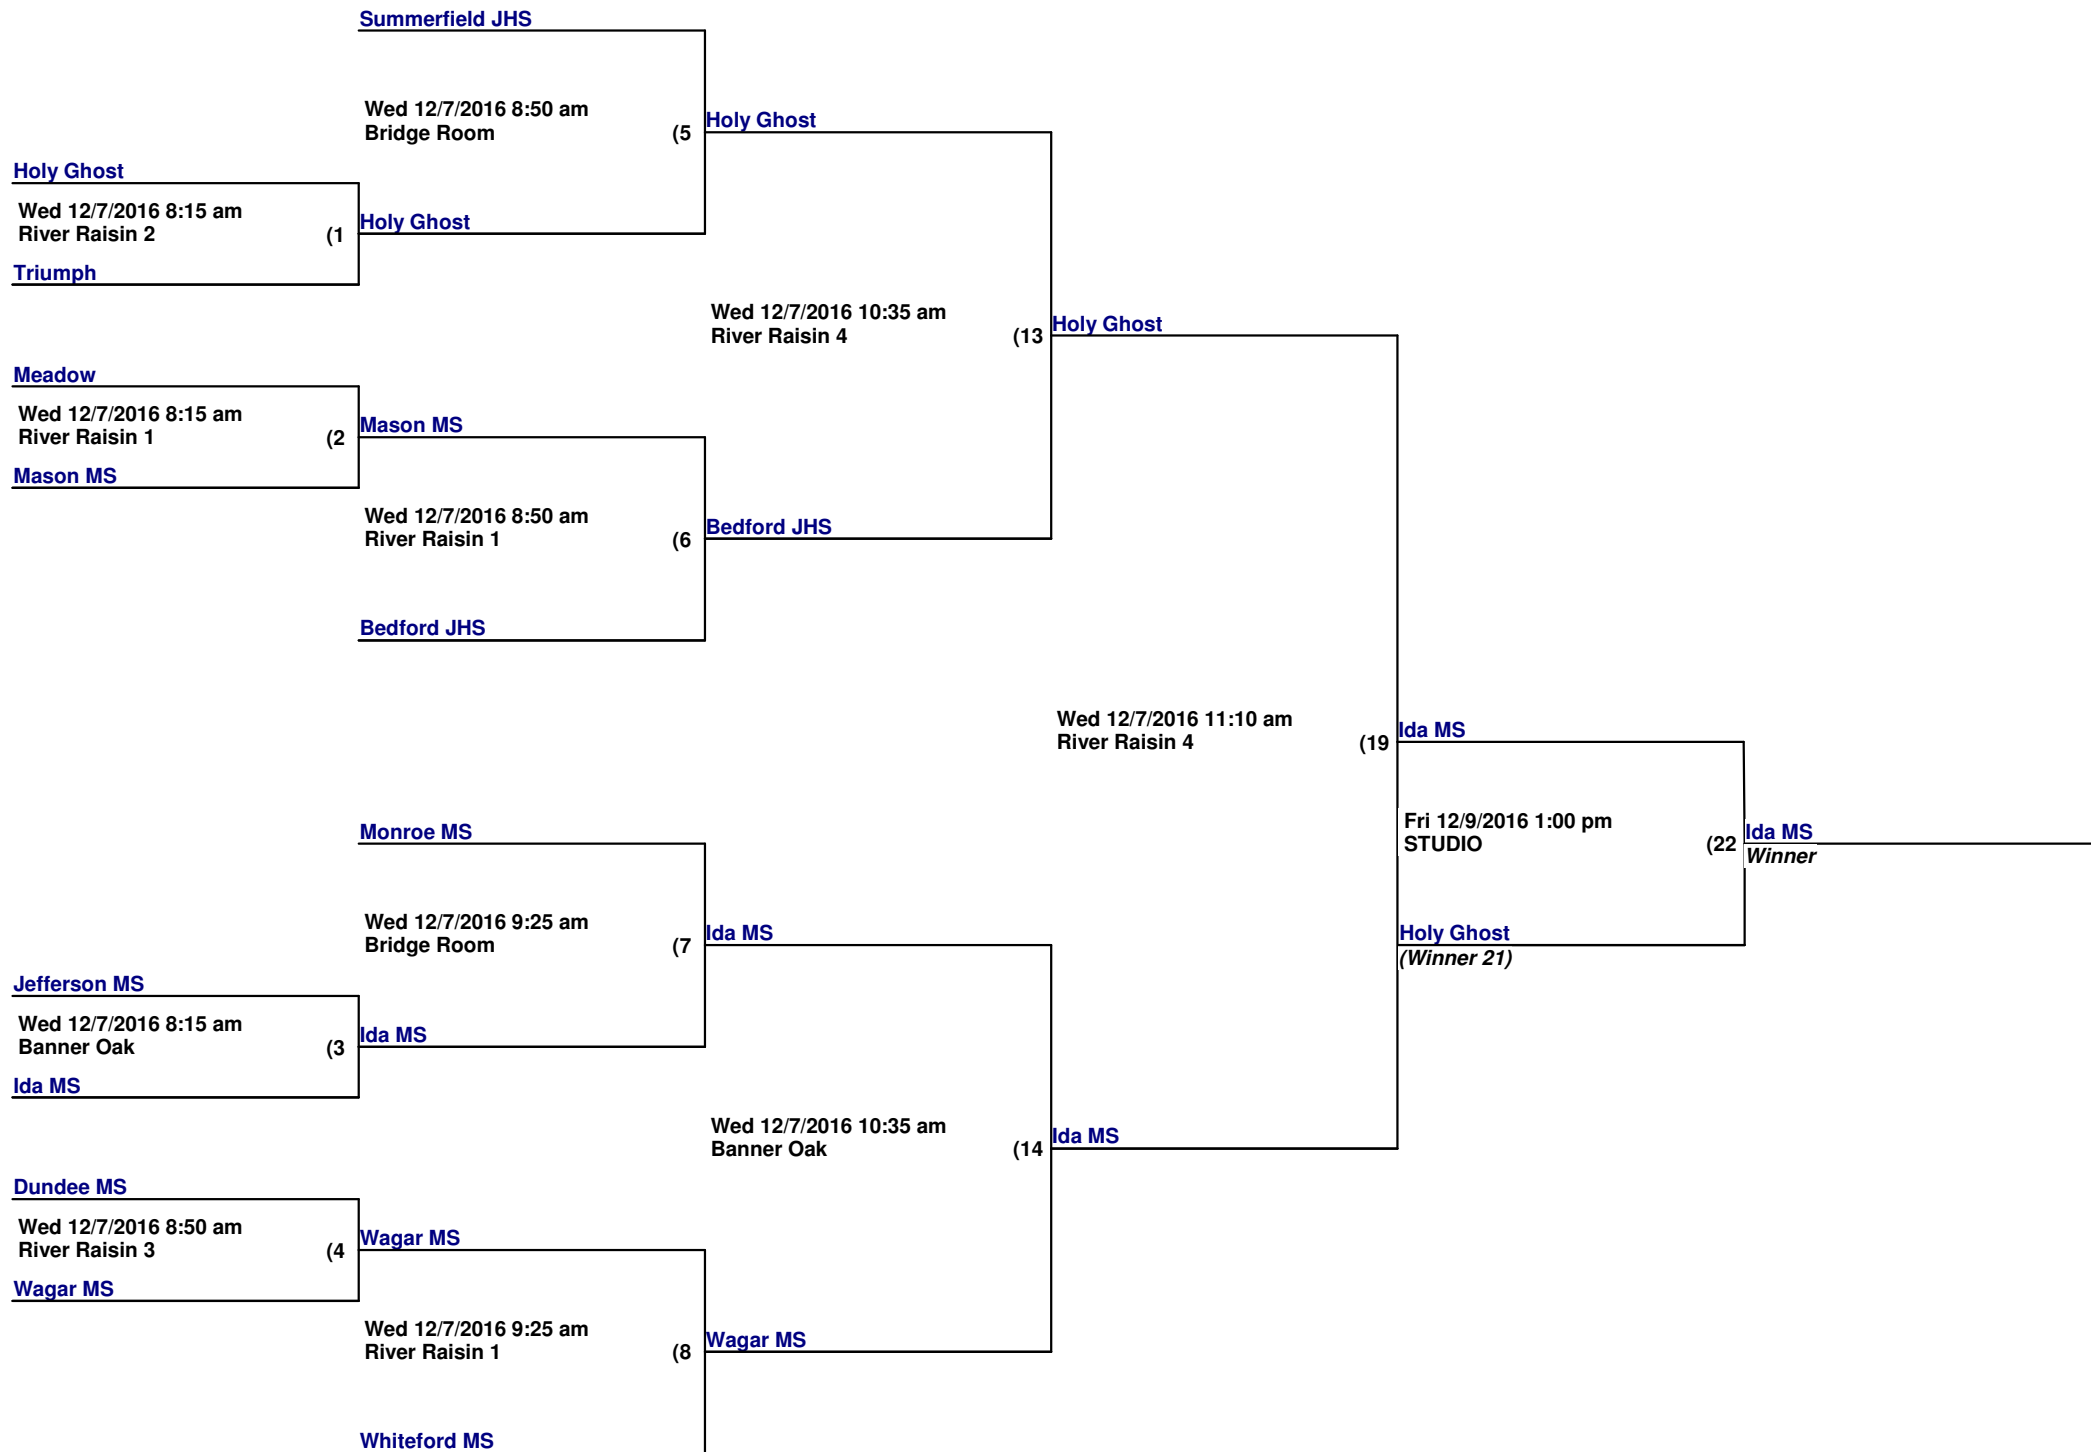 Summerfield JHS
Wed 12/7/2016 8:50 am
Bridge Room (5
Holy Ghost
Holy Ghost
Wed 12/7/2016 8:15 am
River Raisin 2 (1
Holy Ghost
Triumph
Wed 12/7/2016 10:35 am
River Raisin 4 (13
Holy Ghost
Meadow
Wed 12/7/2016 8:15 am
River Raisin 1 (2
Mason MS
Mason MS
Wed 12/7/2016 8:50 am
River Raisin 1 (6
Bedford JHS
Bedford JHS
Wed 12/7/2016 11:10 am
River Raisin 4 (19
Ida MS
Monroe MS
Fri 12/9/2016 1:00 pm
STUDIO (22
Ida MS
Winner
Wed 12/7/2016 9:25 am
Bridge Room (7
Ida MS
Holy Ghost
(Winner 21)
Jefferson MS
Wed 12/7/2016 8:15 am
Banner Oak (3
Ida MS
Ida MS
Wed 12/7/2016 10:35 am
Banner Oak (14
Ida MS
Dundee MS
Wed 12/7/2016 8:50 am
River Raisin 3 (4
Wagar MS
Wagar MS
Wed 12/7/2016 9:25 am
River Raisin 1 (8
Wagar MS
Whiteford MS